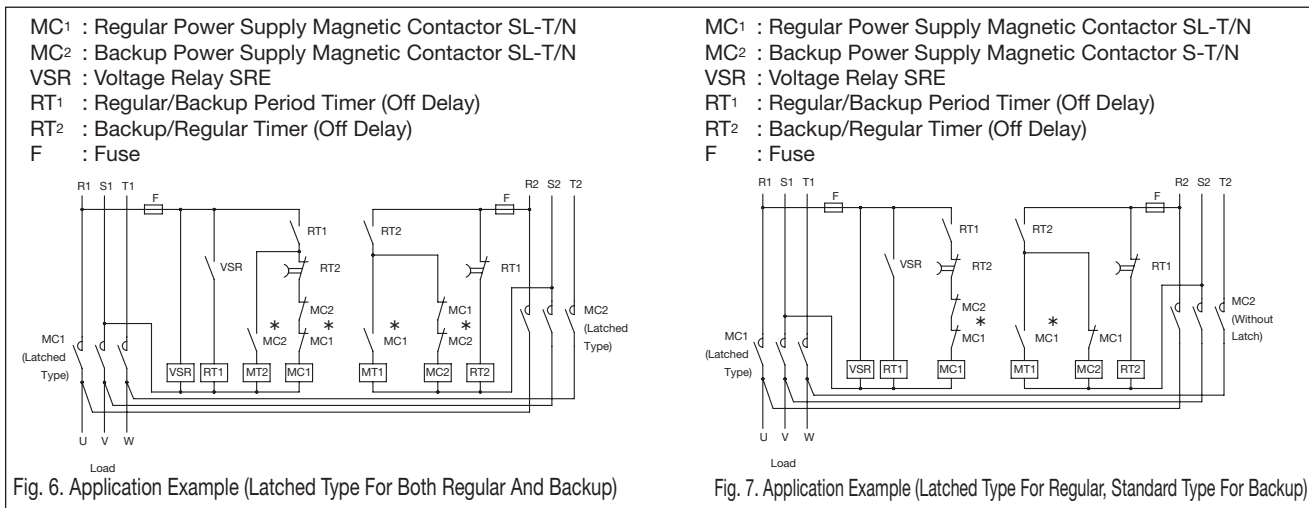 MC1 : Regular Power Supply Magnetic Contactor SL-T/N
MC2 : Backup Power Supply Magnetic Contactor SL-T/N
VSR : Voltage Relay SRE
RT1 : Regular/Backup Period Timer (Off Delay)
RT2 : Backup/Regular Timer (Off Delay)
F : Fuse
R1 S1 T1
F
F
R2 S2 T2
RT1
RT2
VSR
RT2
RT1
MC2
MC1
MC1
(Latched
Type)
* * * *
MC2 MC1 MC1 MC2
MC2
(Latched
Type)
VSR RT1 MT2 MC1 MT1 MC2 RT2
U V W
Load
Fig. 6. Application Example (Latched Type For Both Regular And Backup)
MC1 : Regular Power Supply Magnetic Contactor SL-T/N
MC2 : Backup Power Supply Magnetic Contactor S-T/N
VSR : Voltage Relay SRE
RT1 : Regular/Backup Period Timer (Off Delay)
RT2 : Backup/Regular Timer (Off Delay)
F : Fuse
R1 S1 T1
F
F
R2 S2 T2
RT1
RT2
VSR
RT2
RT1
MC2
MC1
(Latched
Type)
* *
MC1 MC1 MC1
MC2
(Without
Latch)
VSR RT1 MC1 MT1 MC2 RT2
U V W
Load
Fig. 7. Application Example (Latched Type For Regular, Standard Type For Backup)